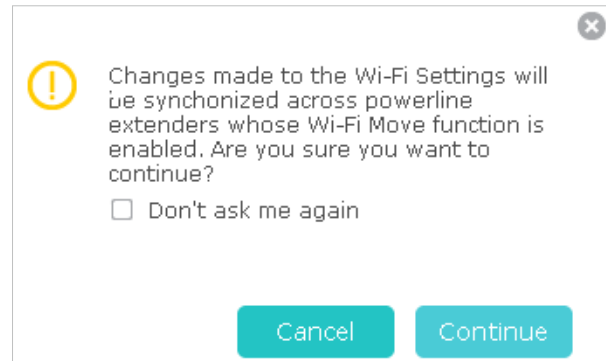 Changes made to the Wi-Fi Settings will
be synchonized across powerline
extenders whose Wi-Fi Move function is
enabled. Are you sure you want to
continue?
Don't ask me again
Cancel
Continue